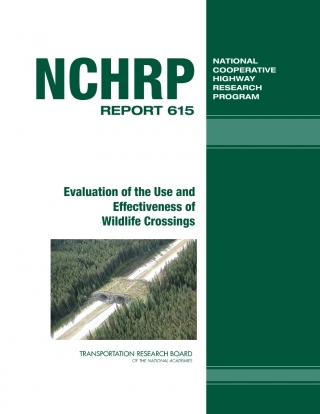 NCHRP
REPORT 615
NATIONAL
COOPERATIVE
HIGHWAY
RESEARCH
PROGRAM
Evaluation of the Use and
Effectiveness of
Wildlife Crossings
TRANSPORTATION RESEARCH BOARD
OF THE NATIONAL ACADEMIES